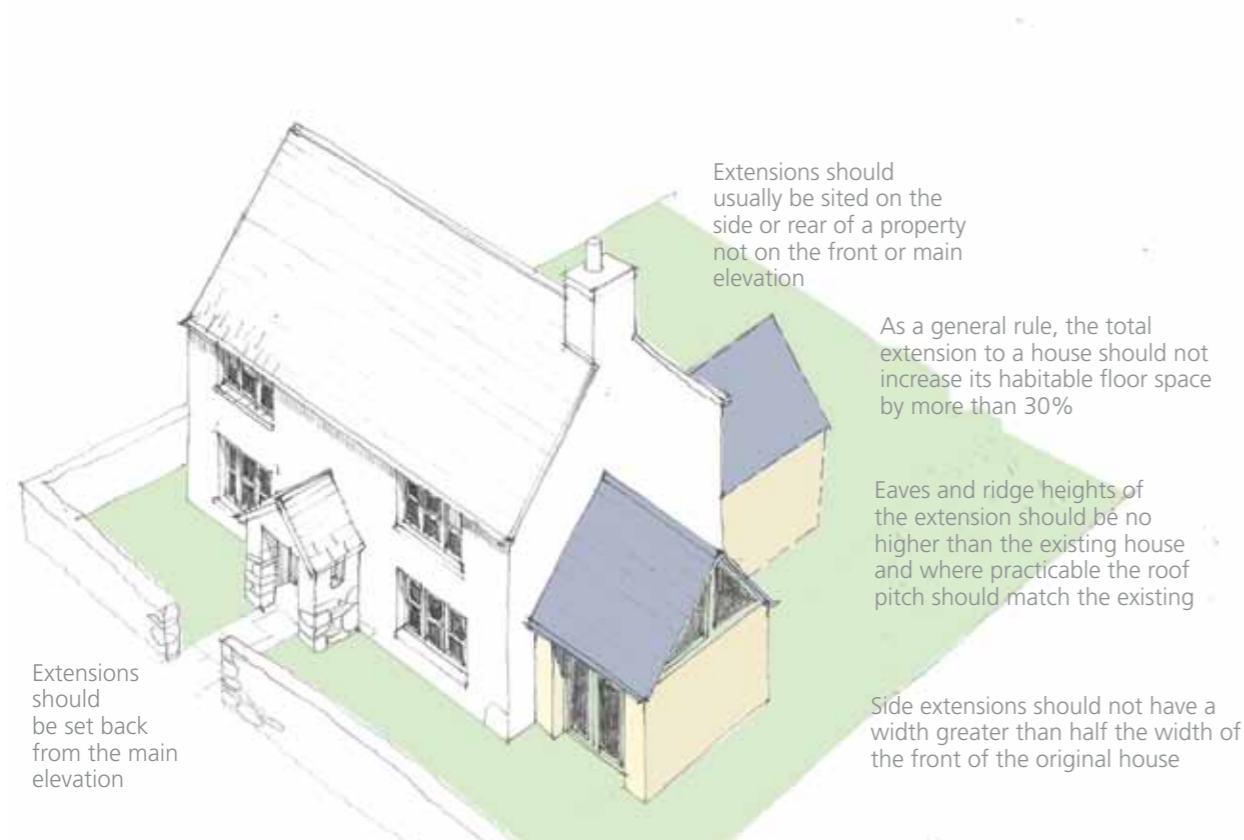 Extensions should
usually be sited on the
side or rear of a property
not on the front or main
elevation
As a general rule, the total
extension to a house should not
increase its habitable floor space
by more than 30%
Eaves and ridge heights of
the extension should be no
higher than the existing house
and where practicable the roof
pitch should match the existing
Extensions
should
be set back
from the main
elevation
Side extensions should not have a
width greater than half the width of
the front of the original house